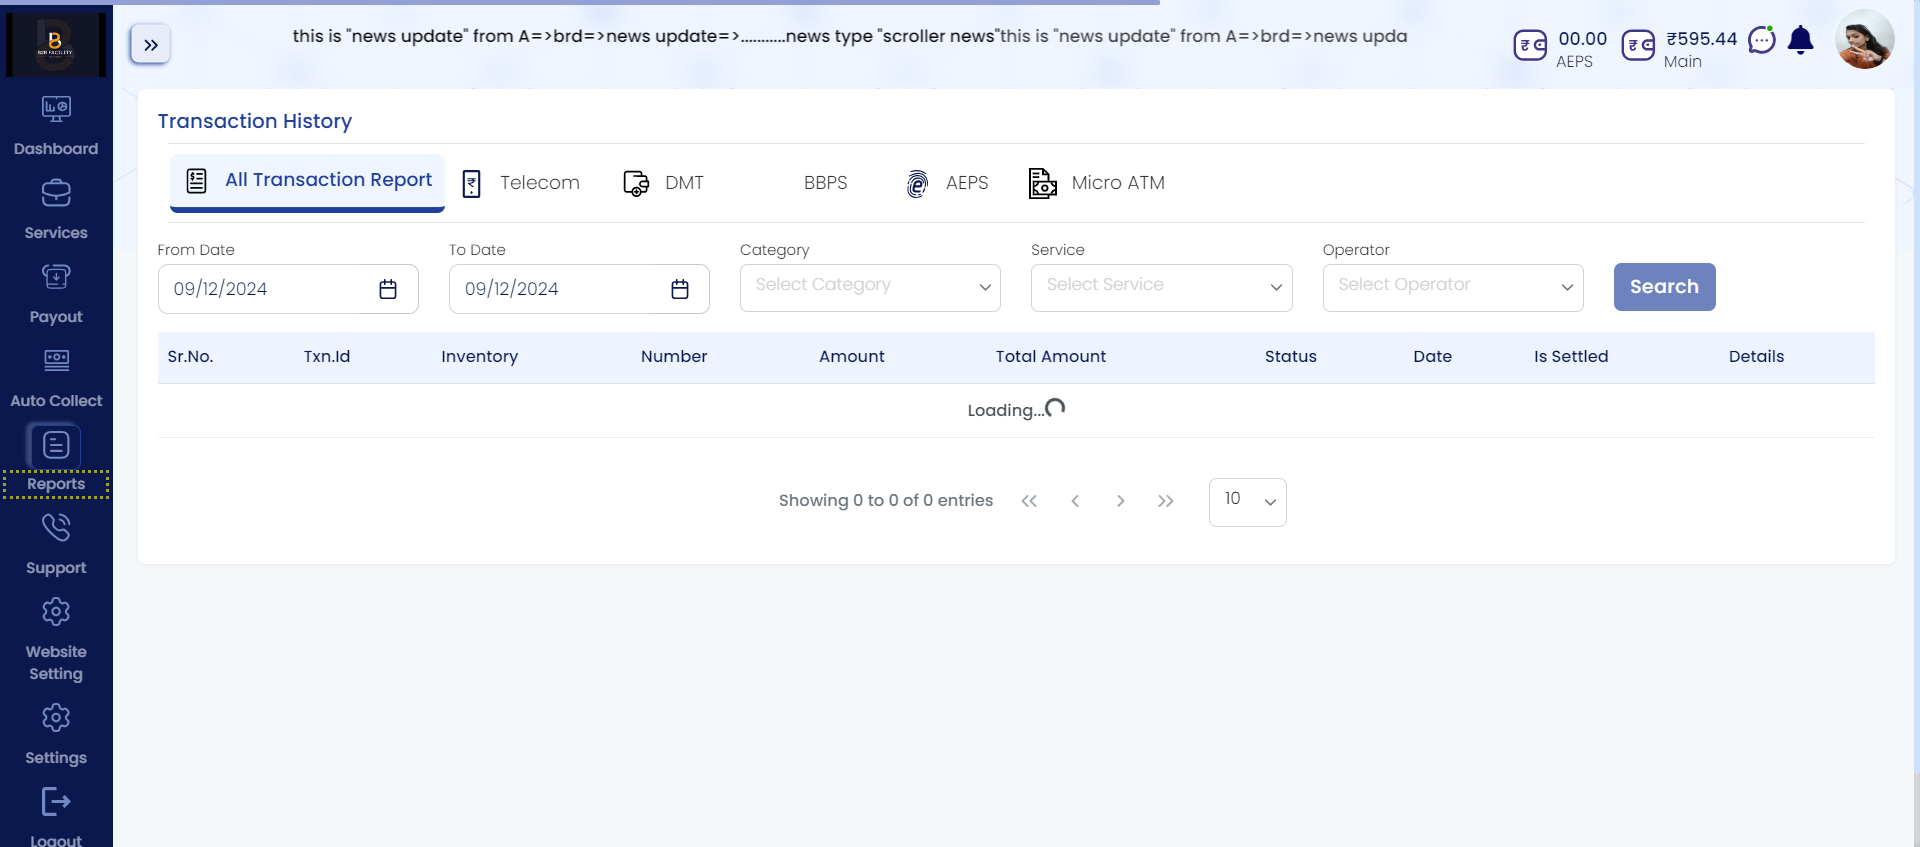 B2B FACILITY
this is "news update" from A=>brd=>news update=>...........news type "scroller news"this is "news update" from A=>brd=>news upda
00.00
AEPS
₹595.44
Main
Dashboard
Services
Payout
Auto Collect
Reports
Support
Website
Setting
Settings
Logout
Transaction History
All Transaction Report
Telecom
DMT
BBPS
AEPS
Micro ATM
From Date
To Date
Category
Service
Operator
09/12/2024
09/12/2024
Select Category
Select Service
Select Operator
Search
Sr.No. Txn.Id Inventory Number Amount Total Amount Status Date Is Settled Details
Loading...
Showing 0 to 0 of 0 entries
10